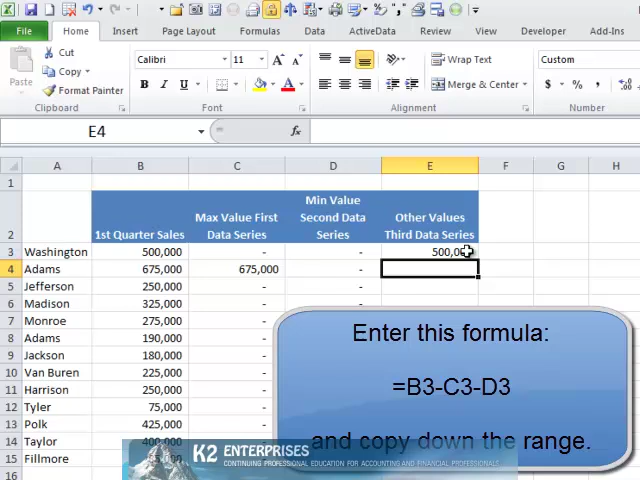 File Home Insert Page Layout Formulas Data ActiveData Review View Developer Add-Ins
Paste Cut Copy Format Painter
Clipboard
Calibri 11
B I U
Font
Wrap Text
Merge & Center
Alignment
Custom
$ % ,
Number
E4 fx
A B C D E F G H
1
2 1st Quarter Sales Max Value First Data Series Min Value Second Data Series Other Values Third Data Series
3 Washington 500,000 - -
4 Adams 675,000 675,000 -
5 Jefferson 250,000 - -
6 Madison 325,000 - -
7 Monroe 275,000 -
8 Adams 190,000 -
9 Jackson 180,000 -
10 Van Buren 225,000 -
11 Harrison 250,000 -
12 Tyler 75,000 -
13 Polk 425,000 -
14 Taylor 400,000
15 Fillmore
16
Enter this formula:
=B3-C3-D3
and copy down the range.
K2 ENTERPRISES
CONTINUING PROFESSIONAL EDUCATION FOR ACCOUNTING AND FINANCIAL PROFESSIONALS